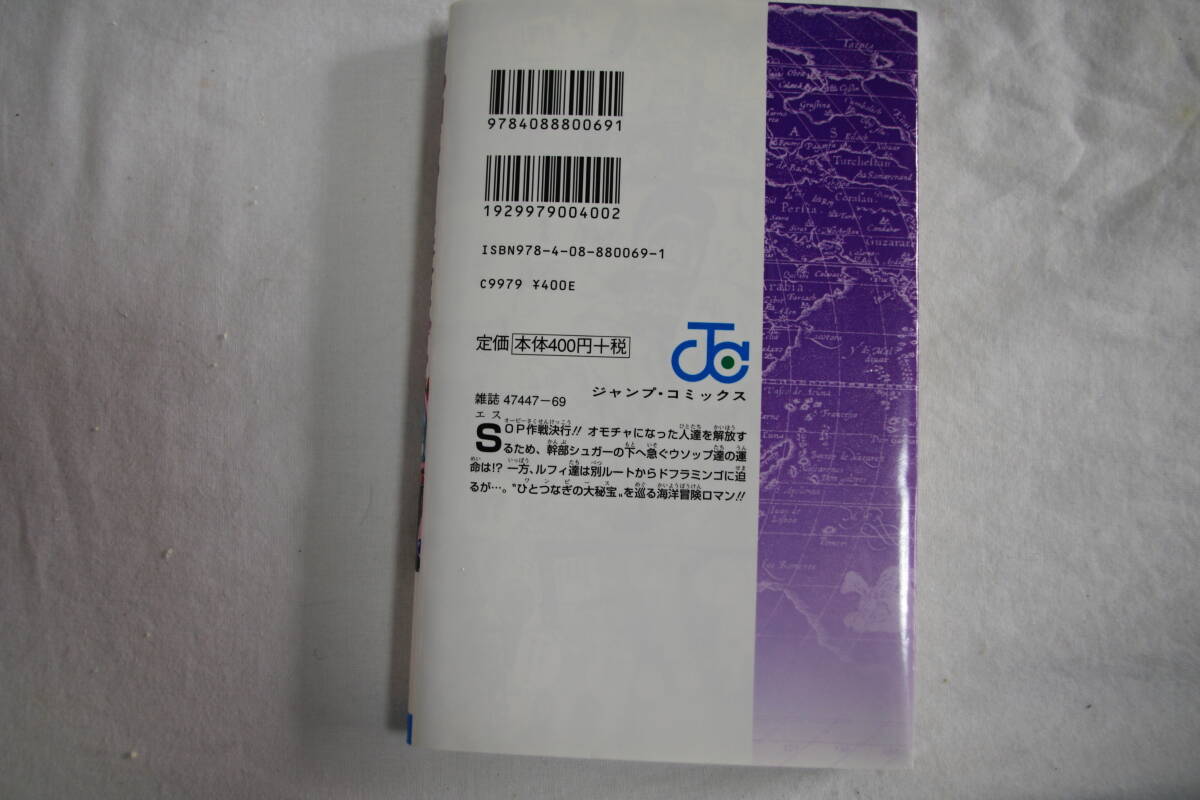 9784088800691
1929979004002
ISBN978-4-08-880069-1
C9979 ¥400E
定価 本体400円+税
ジャンプ・コミックス
雑誌 47447-69
SOP作戦決行!! オモチャになった人達を解放す
るため、幹部シュガーの下へ急ぐウソップ達の運
命は!? 一方、ルフィ達は別ルートからドフラミンゴに迫
るが…。"ひとつなぎの大秘宝"を巡る海洋冒険ロマン!!
Turchestan
Persia
Corasan
Candahar
Guzarate
Arabia